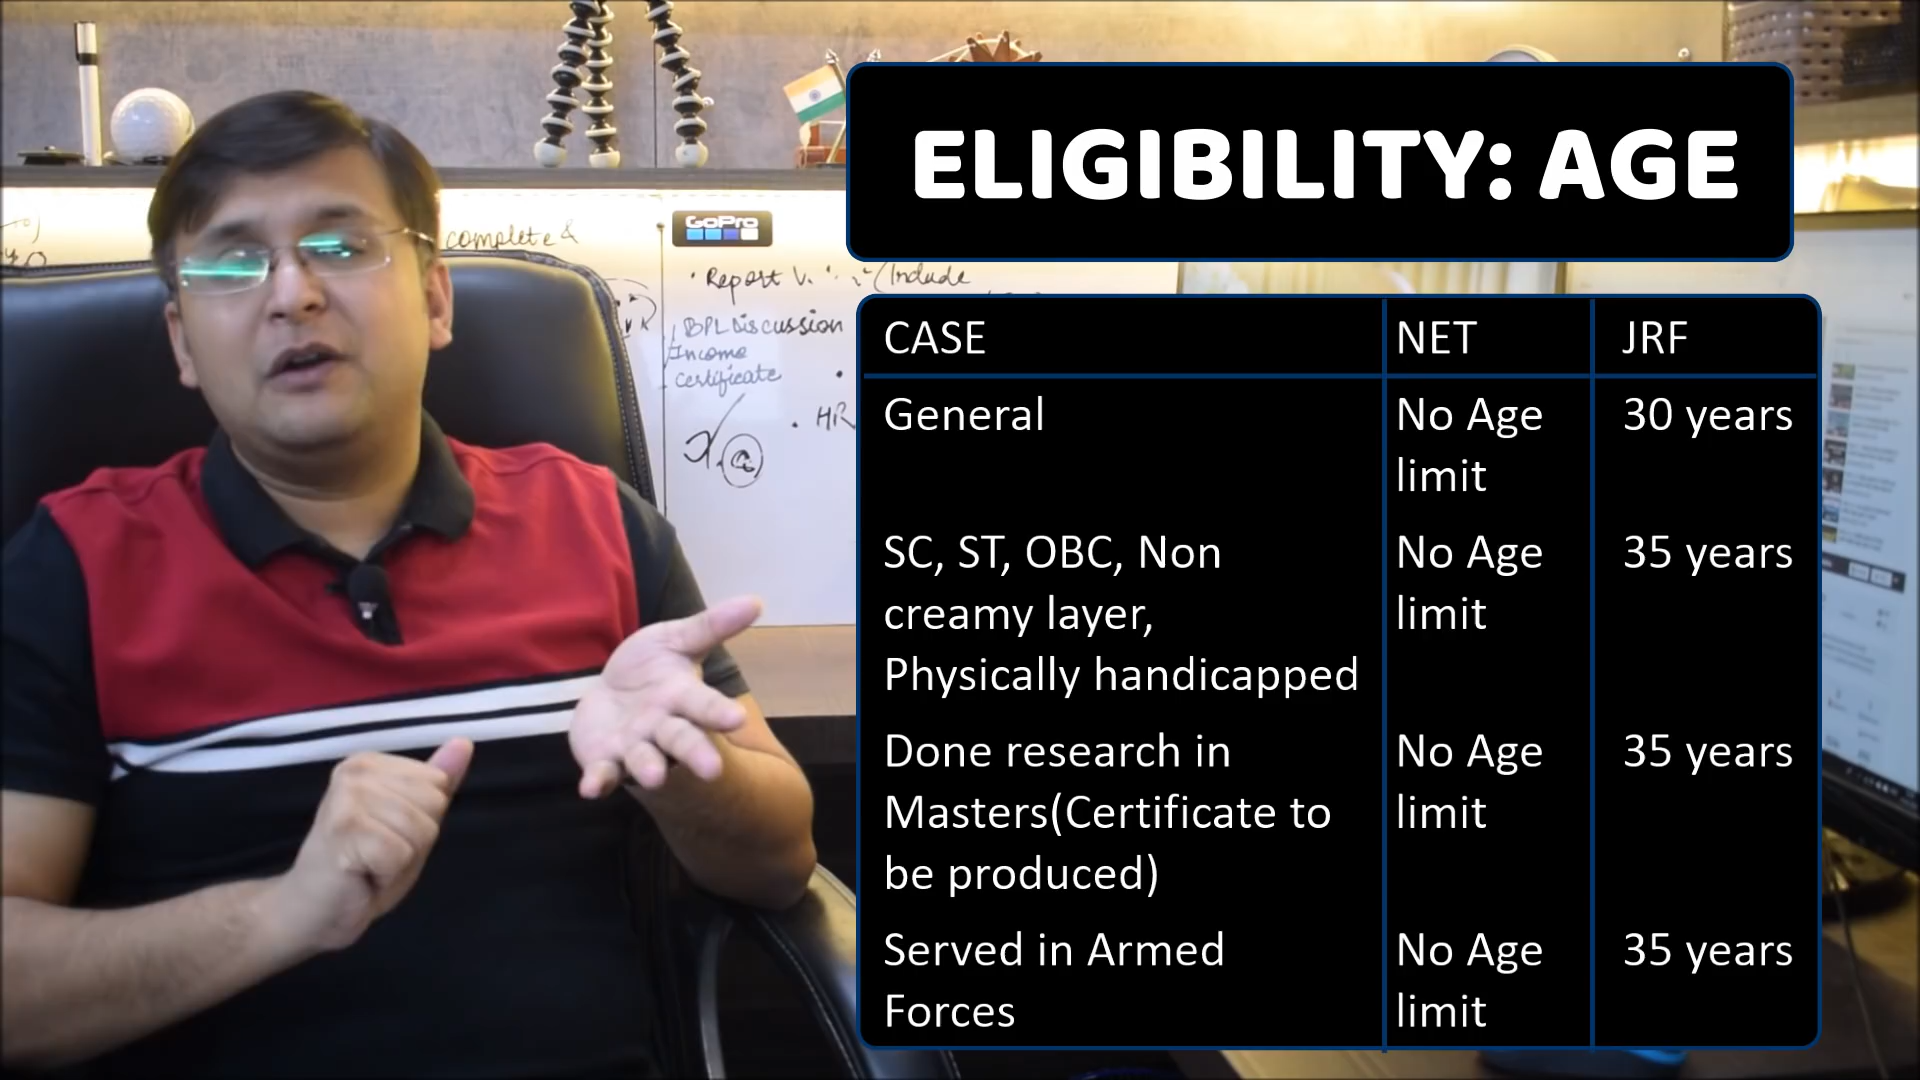 ELIGIBILITY: AGE
CASE NET JRF
General No Age limit 30 years
SC, ST, OBC, Non creamy layer, Physically handicapped No Age limit 35 years
Done research in Masters(Certificate to be produced) No Age limit 35 years
Served in Armed Forces No Age limit 35 years
GoPro
complete &
Report V. (Include
BPL Discussion
Income
certificate
HR